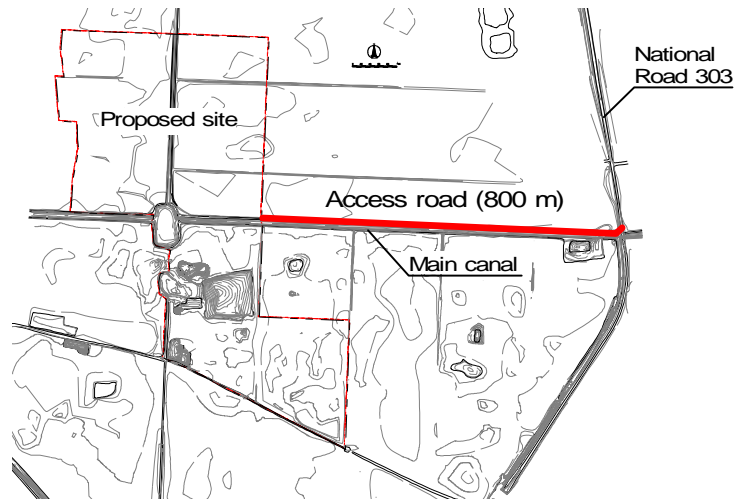 National
Road 303
Proposed site
Access road (800 m)
Main canal